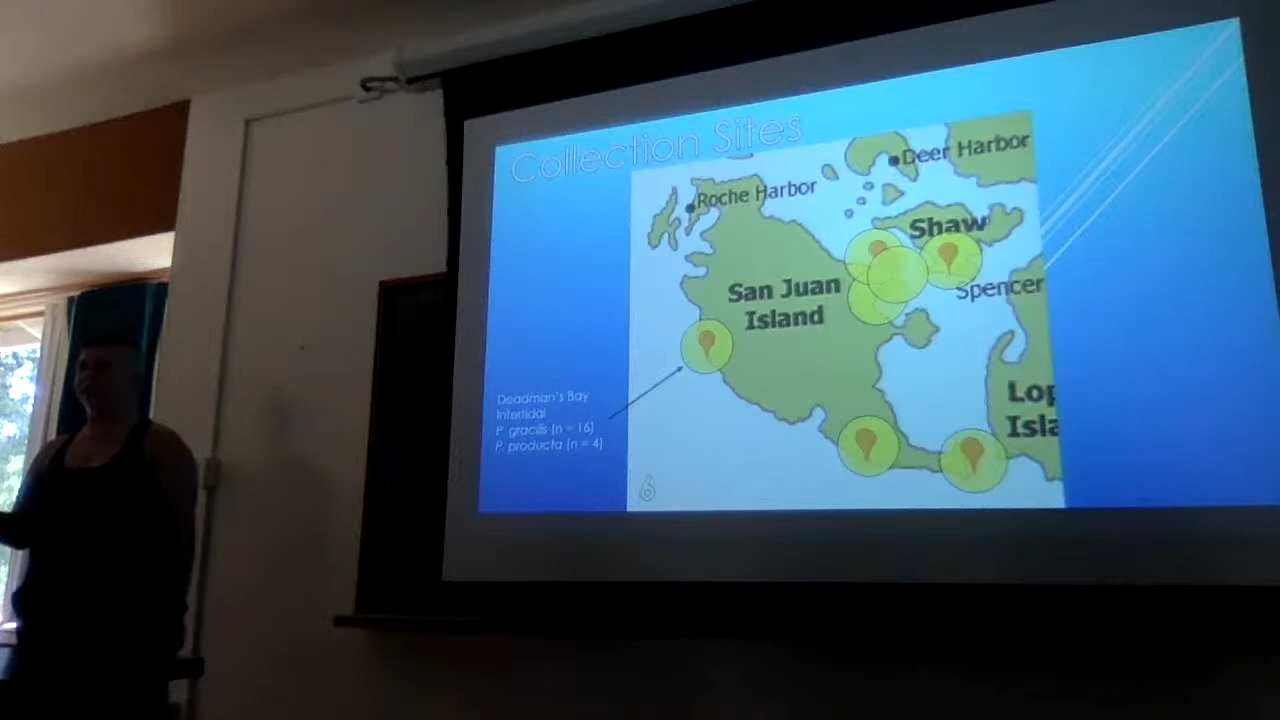 Collection Sites
Deer Harbor
Roche Harbor
Shaw
San Juan
Island
Spencer
Lop
Isla
Deadman's Bay
Intertidal
P. gracilis (n = 16)
P. producta (n = 4)
6